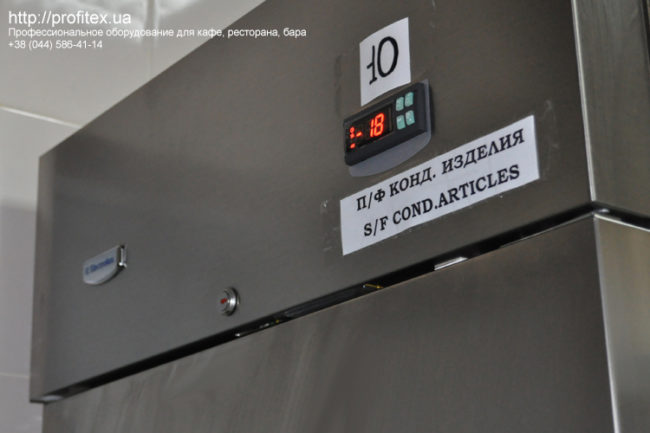 http://profitex.ua
Профессиональное оборудование для кафе, ресторана, бара
+38 (044) 586-41-14
10
-18
П/Ф КОНД. ИЗДЕЛИЯ
S/F COND.ARTICLES
Electrolux